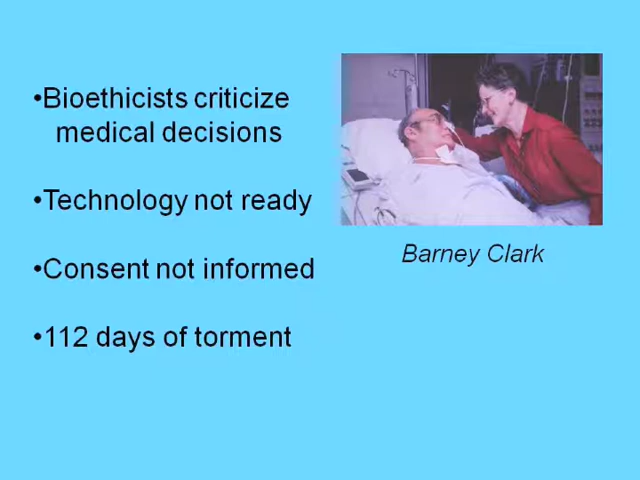 •Bioethicists criticize
medical decisions
•Technology not ready
•Consent not informed
•112 days of torment
Barney Clark